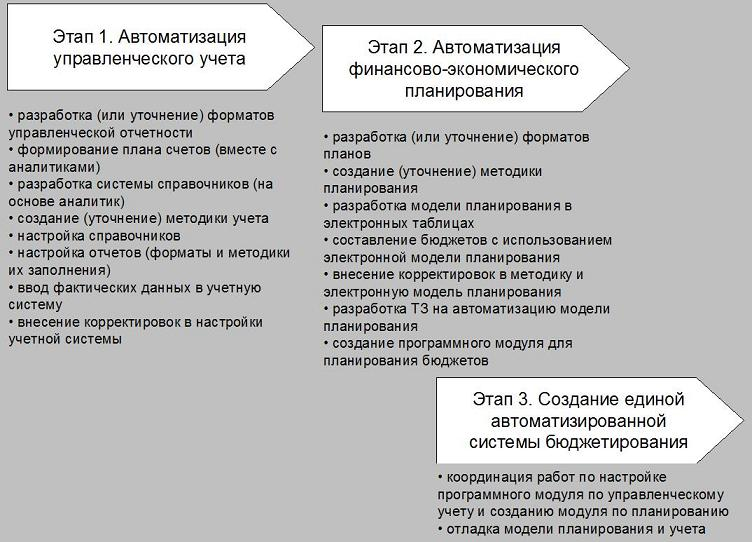 Этап 1. Автоматизация
управленческого учета
• разработка (или уточнение) форматов
управленческой отчетности
• формирование плана счетов (вместе с
аналитиками)
• разработка системы справочников (на
основе аналитик)
• создание (уточнение) методики учета
• настройка справочников
• настройка отчетов (форматы и методики
их заполнения)
• ввод фактических данных в учетную
систему
• внесение корректировок в настройки
учетной системы
Этап 2. Автоматизация
финансово-экономического
планирования
• разработка (или уточнение) форматов
планов
• создание (уточнение) методики
планирования
• разработка модели планирования в
электронных таблицах
• составление бюджетов с использованием
электронной модели планирования
• внесение корректировок в методику и
электронную модель планирования
• разработка ТЗ на автоматизацию модели
планирования
• создание программного модуля для
планирования бюджетов
Этап 3. Создание единой
автоматизированной
системы бюджетирования
• координация работ по настройке
программного модуля по управленческому
учету и созданию модуля по планированию
• отладка модели планирования и учета